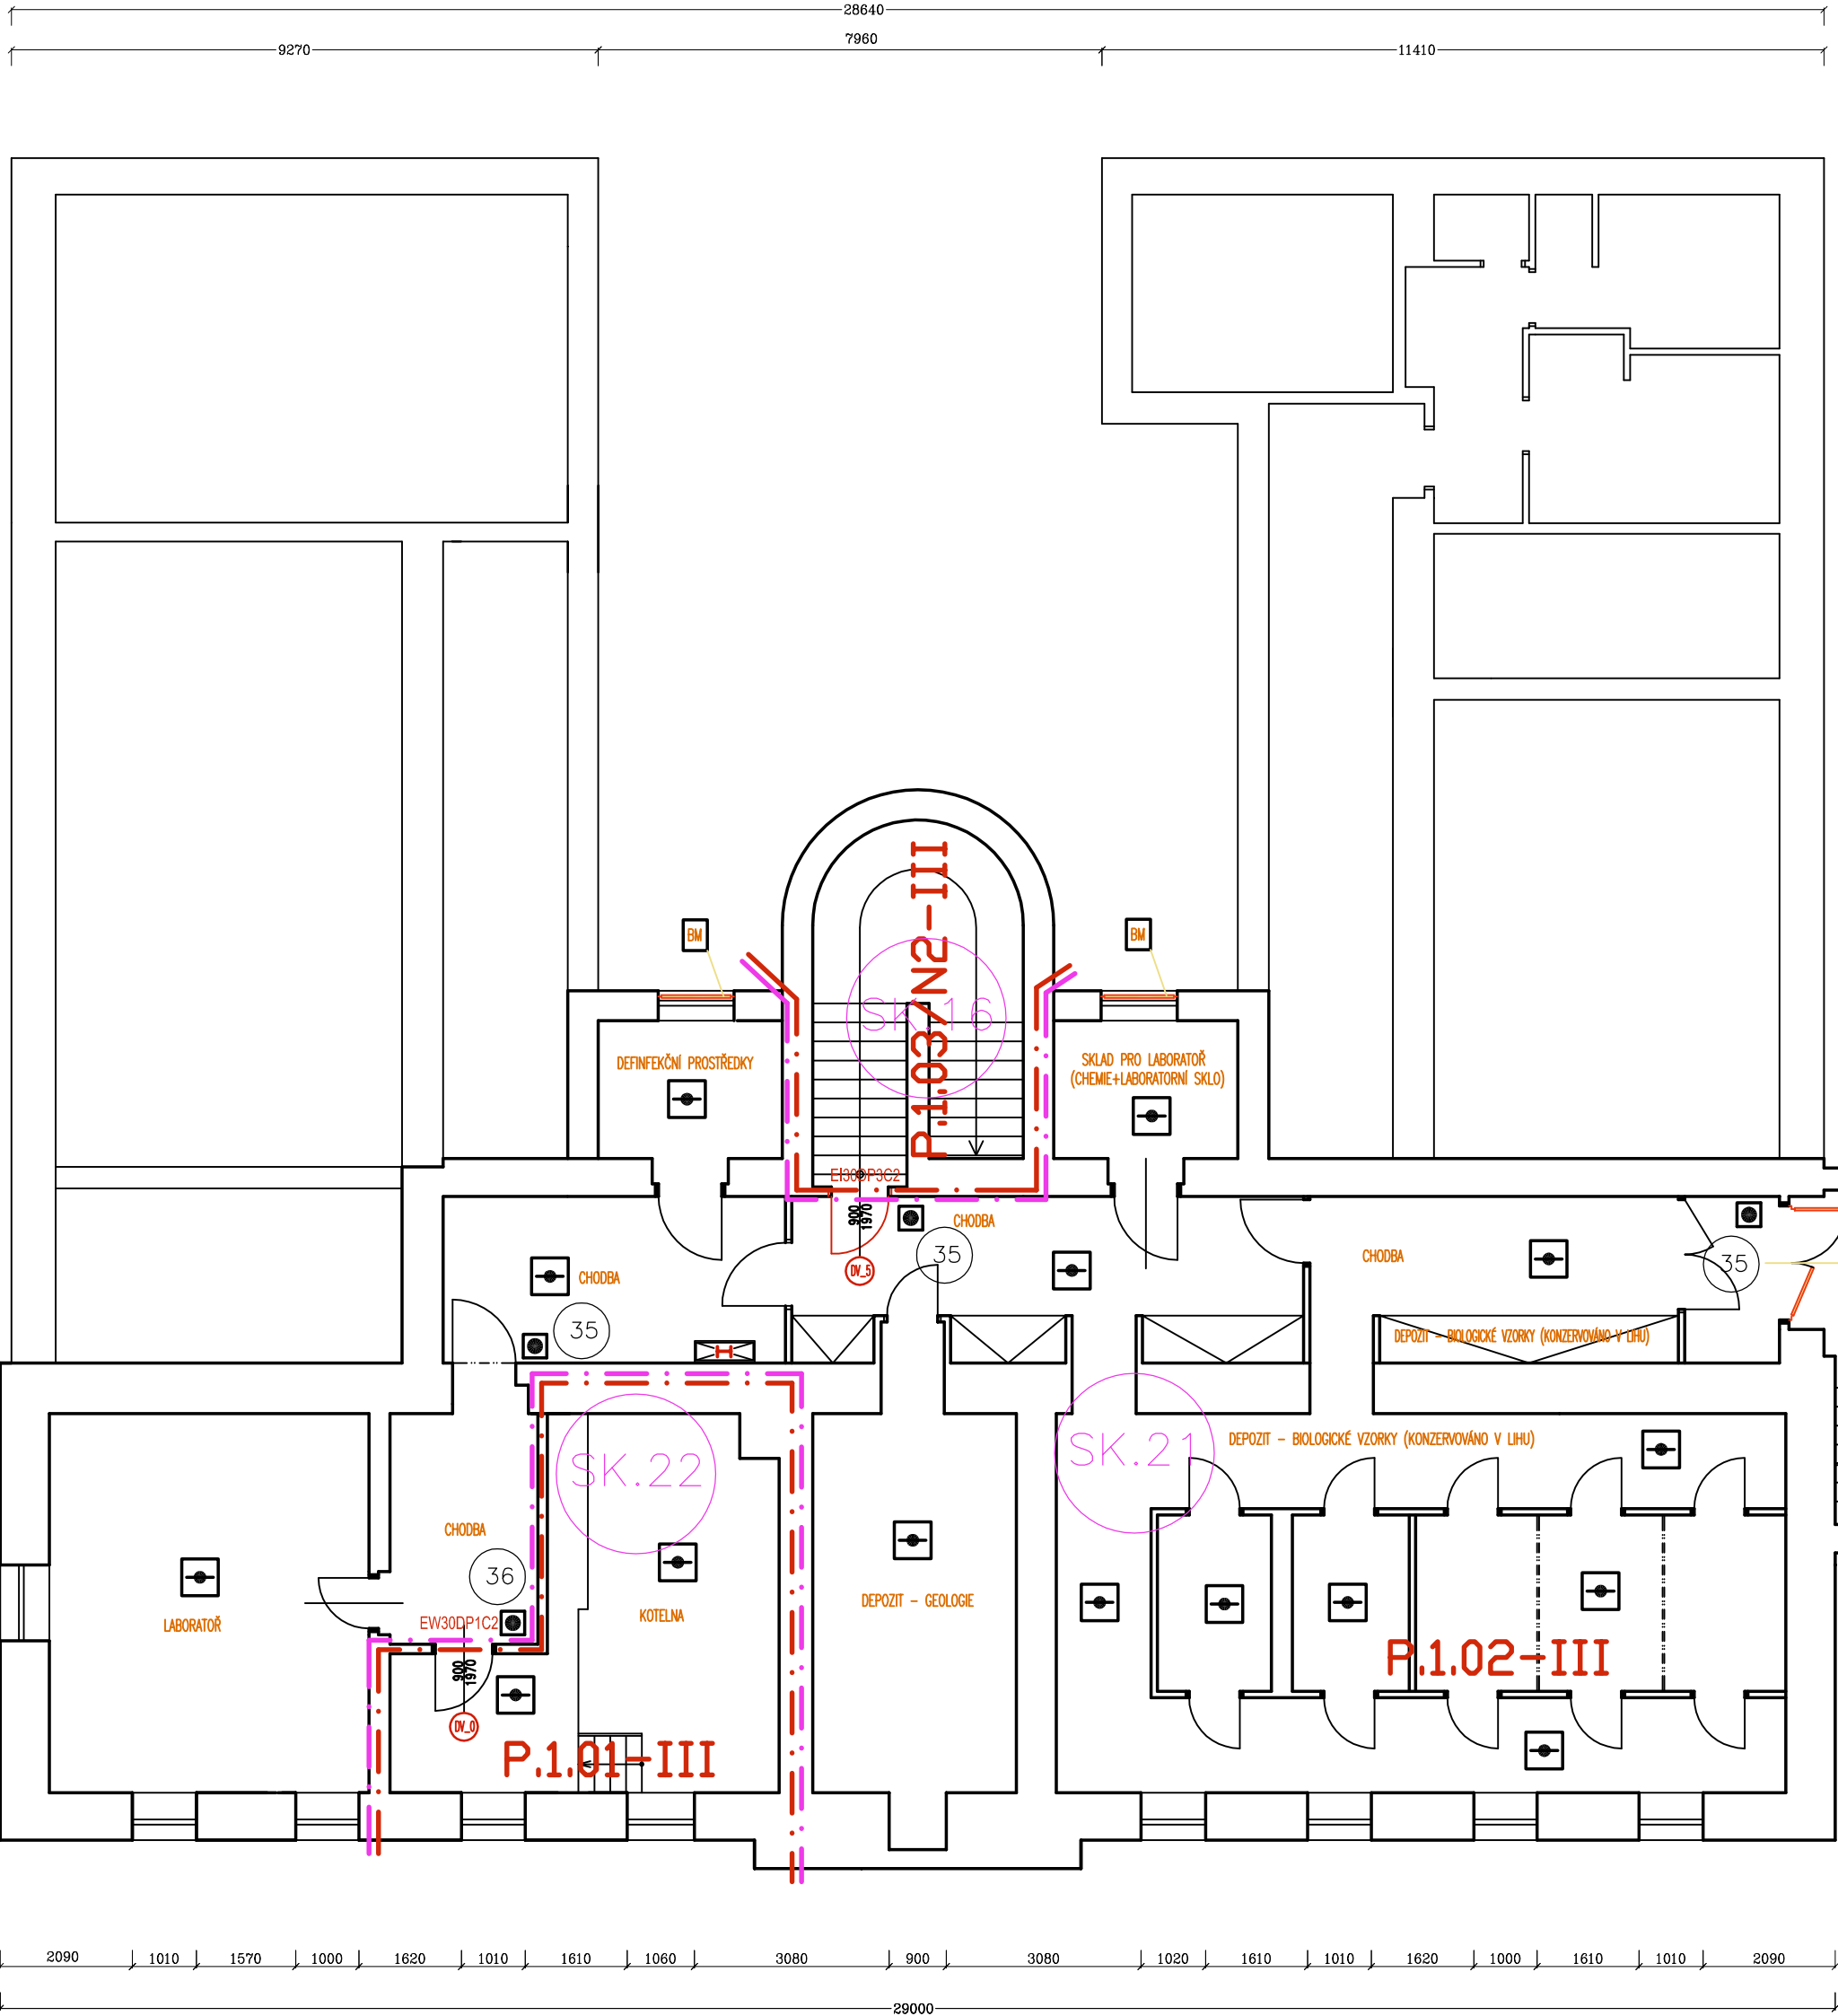 28640
9270
7960
11410
BM
BM
P.1.03/N2-III
SK.16
DEFINFEKČNÍ PROSTŘEDKY
SKLAD PRO LABORATOŘ
(CHEMIE+LABORATORNÍ SKLO)
EI30DP3C2
900
1970
CHODBA
35
CHODBA
35
DV_5
CHODBA
35
DEPOZIT - BIOLOGICKÉ VZORKY (KONZERVOVÁNO V LIHU)
H
SK.22
SK.21
DEPOZIT - BIOLOGICKÉ VZORKY (KONZERVOVÁNO V LIHU)
CHODBA
36
LABORATOŘ
EW30DP1C2
KOTELNA
DEPOZIT - GEOLOGIE
P.1.02-III
900
1970
DV_0
P.1.01-III
2090
1010
1570
1000
1620
1010
1610
1060
3080
900
3080
1020
1610
1010
1620
1000
1610
1010
2090
29000